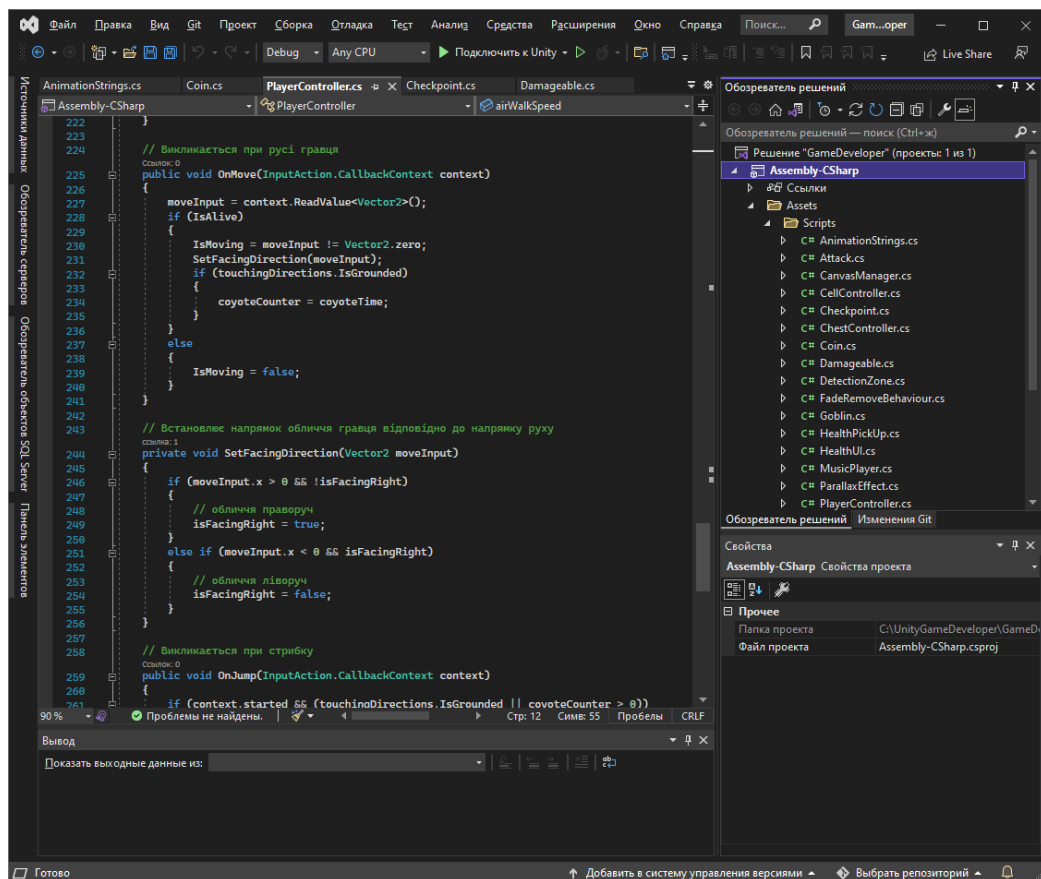 Файл Правка Вид Git Проект Сборка Отладка Тест Анализ Средства Расширения Окно Справка Поиск... Gam...oper
Debug Any CPU Подключить к Unity Live Share
Источники данных
Обозреватель серверов
Обозреватель объектов SQL Server
Панель элементов
AnimationStrings.cs Coin.cs PlayerController.cs Checkpoint.cs Damageable.cs
Assembly-CSharp PlayerController airWalkSpeed
222 }
223
224 // Викликається при русі гравця
Ссылок: 0
225 public void OnMove(InputAction.CallbackContext context)
226 {
227 moveInput = context.ReadValue<Vector2>();
228 if (IsAlive)
229 {
230 IsMoving = moveInput != Vector2.zero;
231 SetFacingDirection(moveInput);
232 if (touchingDirections.IsGrounded)
233 {
234 coyoteCounter = coyoteTime;
235 }
236 }
237 else
238 {
239 IsMoving = false;
240 }
241 }
242
243 // Встановлює напрямок обличчя гравця відповідно до напрямку руху
ссылка: 1
244 private void SetFacingDirection(Vector2 moveInput)
245 {
246 if (moveInput.x > 0 && !isFacingRight)
247 {
248 // обличчя праворуч
249 isFacingRight = true;
250 }
251 else if (moveInput.x < 0 && isFacingRight)
252 {
253 // обличчя ліворуч
254 isFacingRight = false;
255 }
256 }
257
258 // Викликається при стрибку
Ссылок: 0
259 public void OnJump(InputAction.CallbackContext context)
260 {
261 if (context.started && (touchingDirections.IsGrounded || coyoteCounter > 0))
90 % Проблемы не найдены. Стр: 12 Симв: 55 Пробелы CRLF
Вывод
Показать выходные данные из:
Обозреватель решений
Обозреватель решений — поиск (Ctrl+ж)
Решение "GameDeveloper" (проекты: 1 из 1)
Assembly-CSharp
Ссылки
Assets
Scripts
C# AnimationStrings.cs
C# Attack.cs
C# CanvasManager.cs
C# CellController.cs
C# Checkpoint.cs
C# ChestController.cs
C# Coin.cs
C# Damageable.cs
C# DetectionZone.cs
C# FadeRemoveBehaviour.cs
C# Goblin.cs
C# HealthPickUp.cs
C# HealthUI.cs
C# MusicPlayer.cs
C# ParallaxEffect.cs
C# PlayerController.cs
Обозреватель решений Изменения Git
Свойства
Assembly-CSharp Свойства проекта
Прочее
Папка проекта C:\UnityGameDeveloper\GameD
Файл проекта Assembly-CSharp.csproj
Готово Добавить в систему управления версиями Выбрать репозиторий